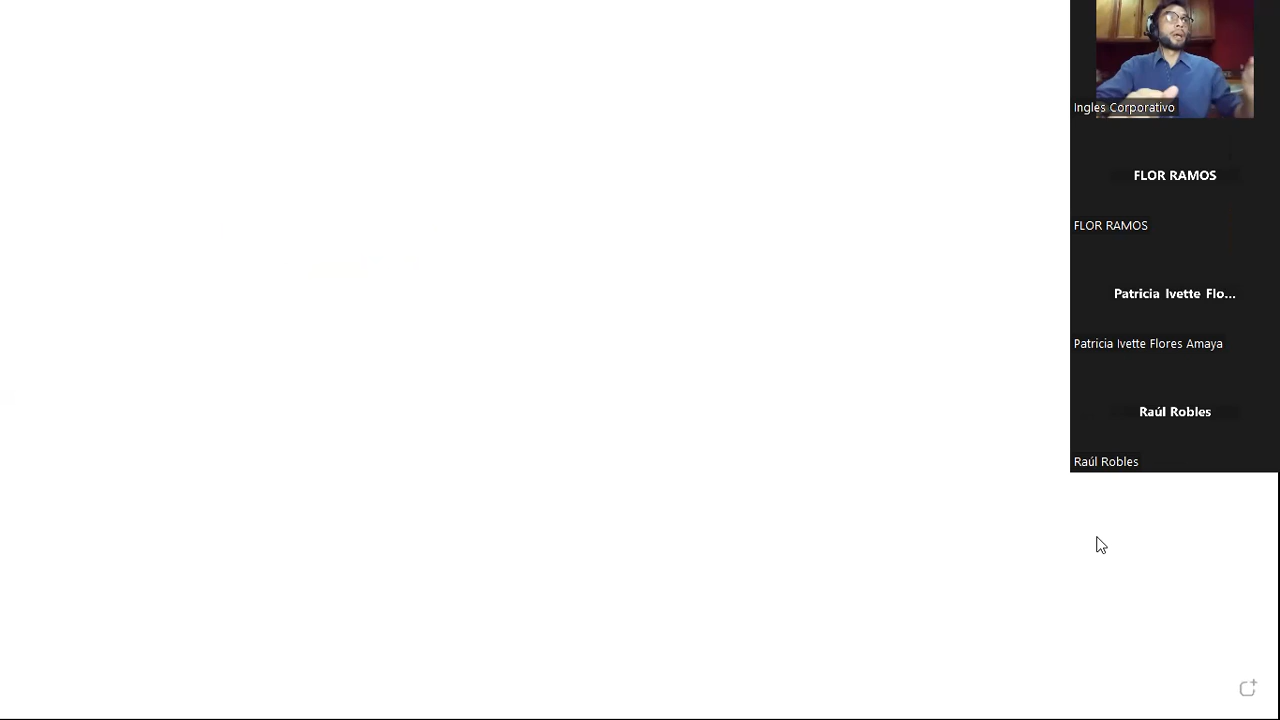 Ingles Corporativo
FLOR RAMOS
FLOR RAMOS
Patricia Ivette Flo...
Patricia Ivette Flores Amaya
Raúl Robles
Raúl Robles